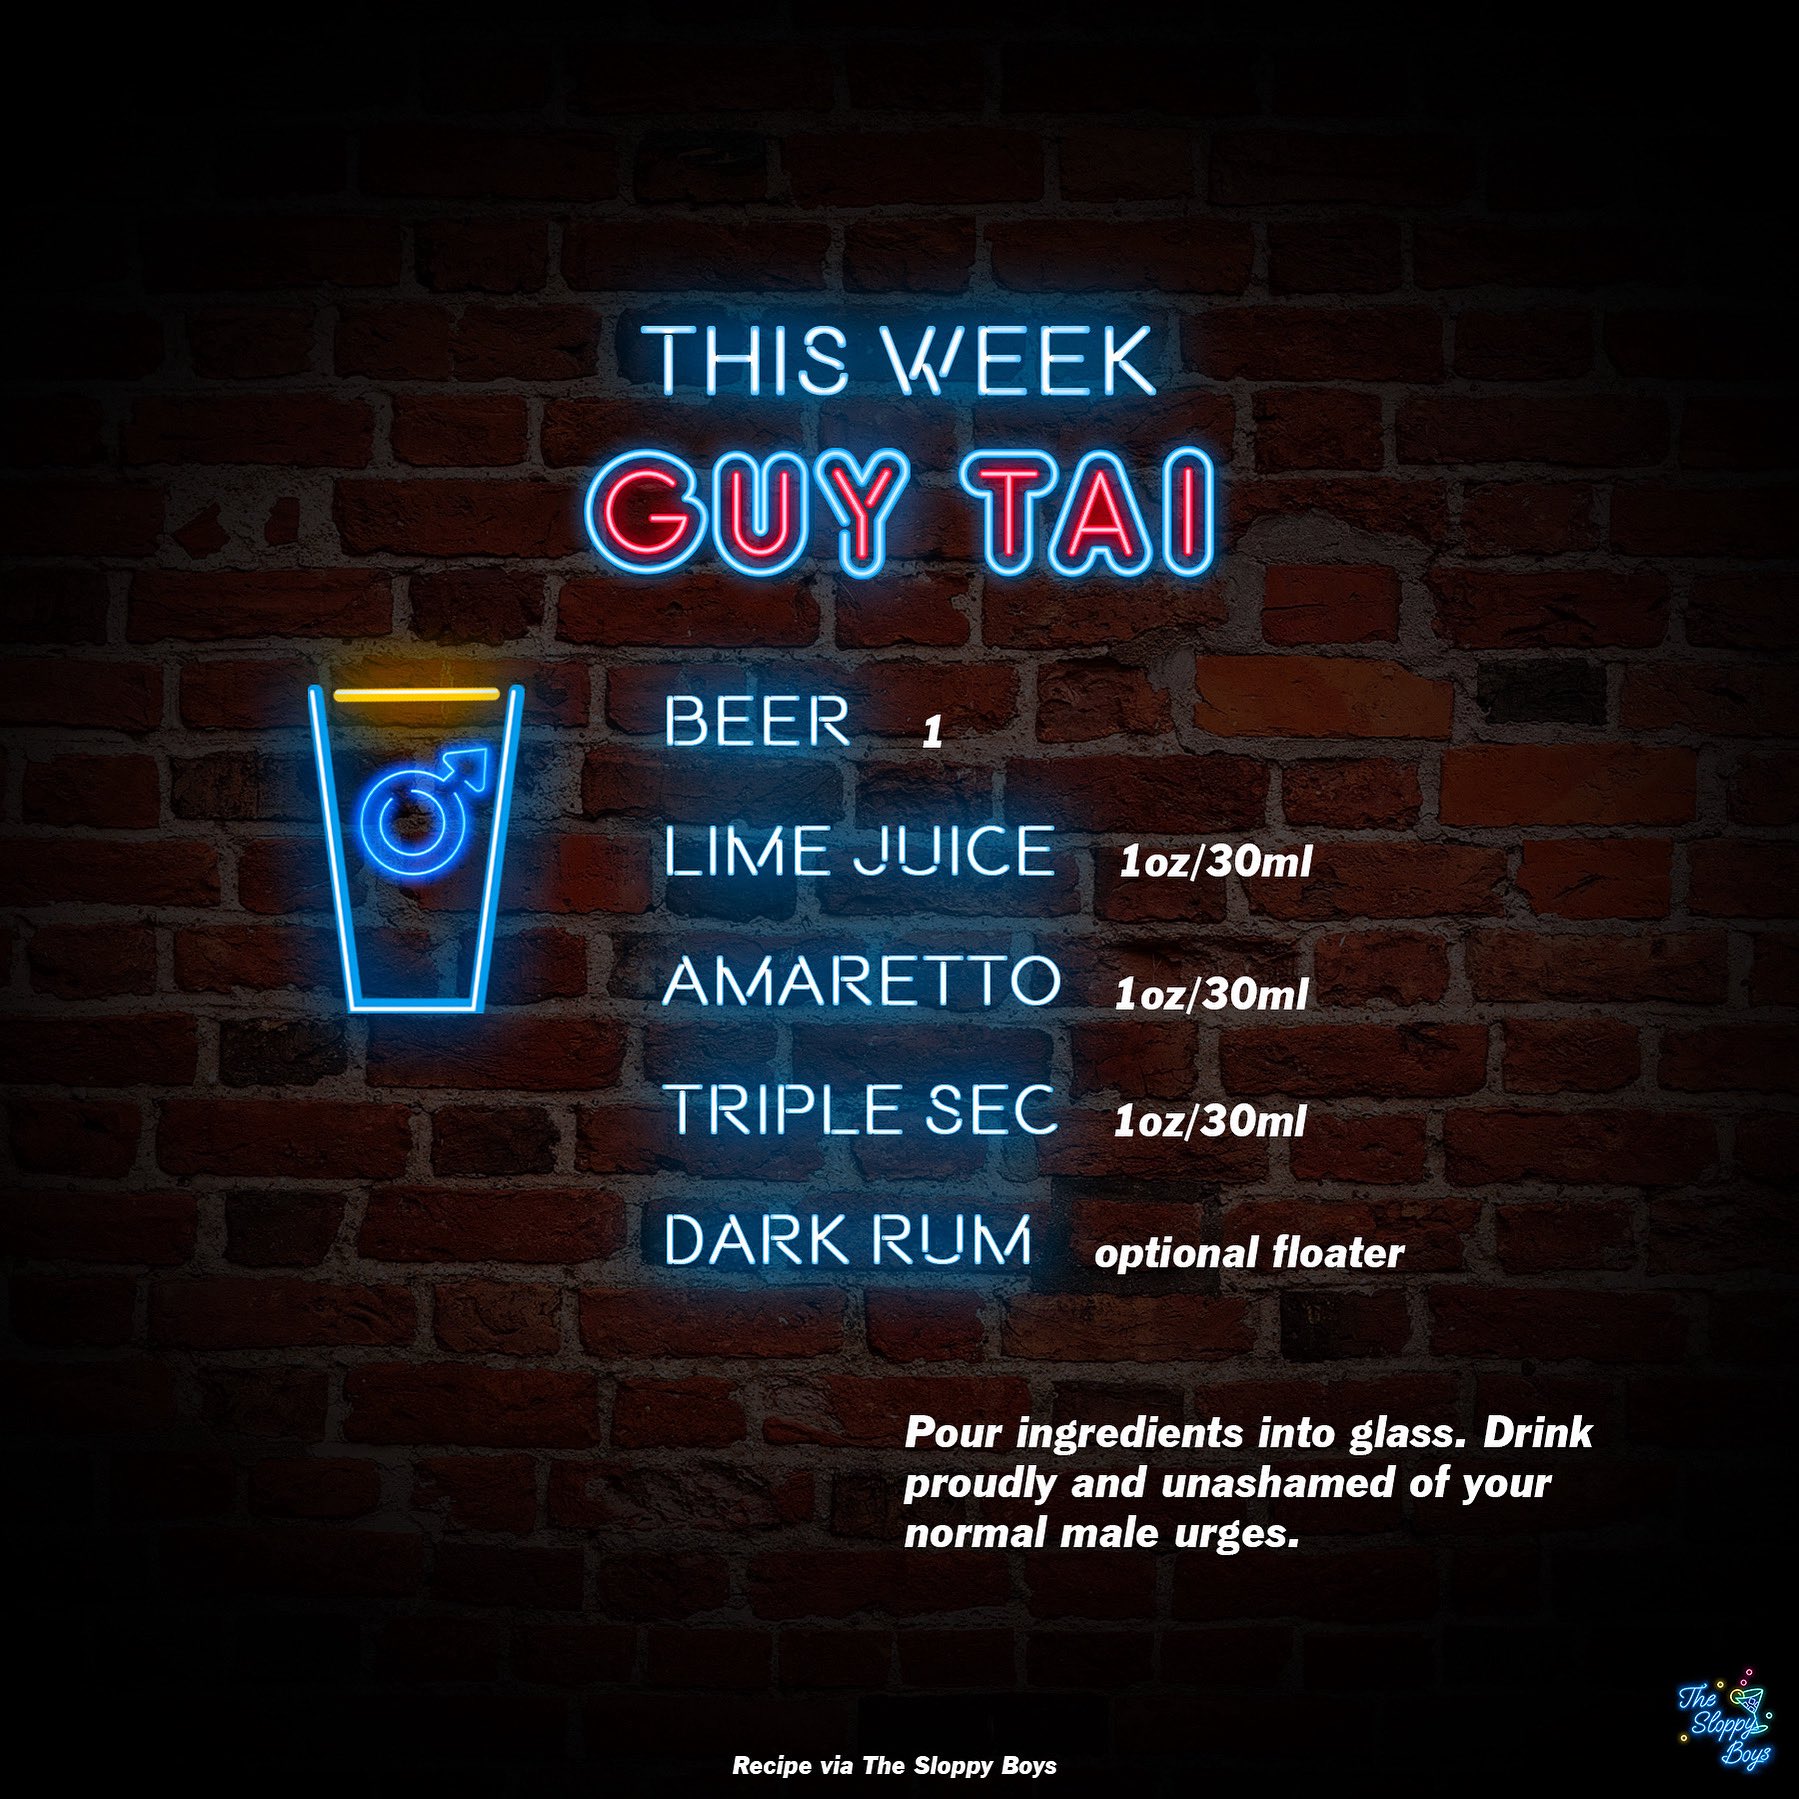 THIS WEEK
GUY TAI
BEER 1
LIME JUICE 1oz/30ml
AMARETTO 1oz/30ml
TRIPLE SEC 1oz/30ml
DARK RUM optional floater
Pour ingredients into glass. Drink
proudly and unashamed of your
normal male urges.
The
Sloppy
Boys
Recipe via The Sloppy Boys